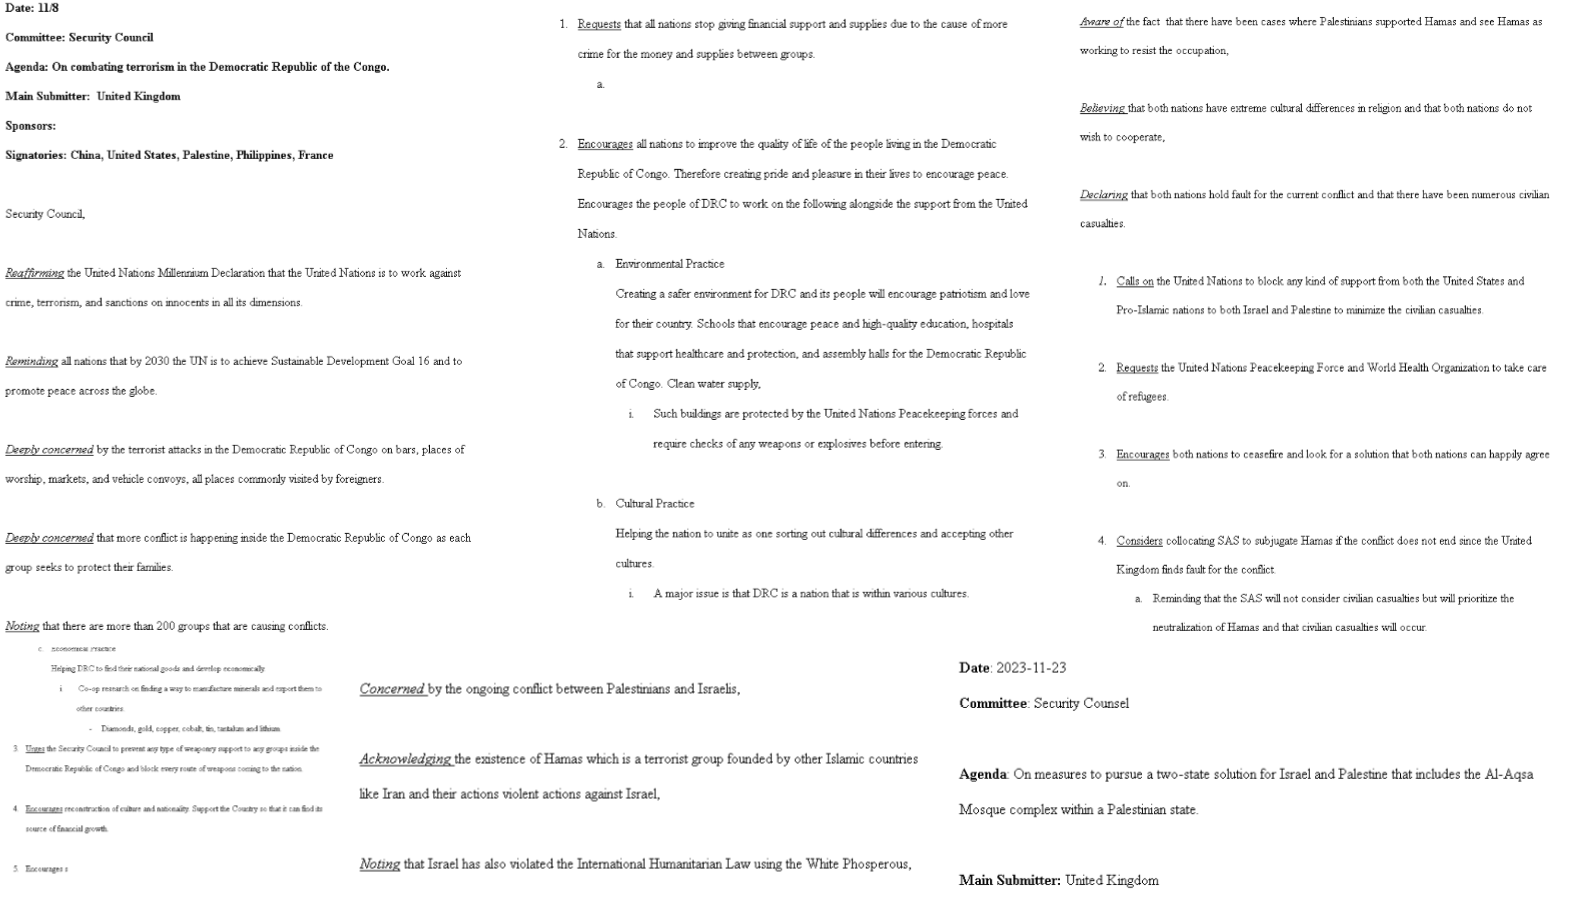 Date: 11/8
Committee: Security Council
Agenda: On combating terrorism in the Democratic Republic of the Congo.
Main Submitter: United Kingdom
Sponsors:
Signatories: China, United States, Palestine, Philippines, France
Security Council,
Reaffirming the United Nations Millennium Declaration that the United Nations is to work against
crime, terrorism, and sanctions on innocents in all its dimensions.
Reminding all nations that by 2030 the UN is to achieve Sustainable Development Goal 16 and to
promote peace across the globe.
Deeply concerned by the terrorist attacks in the Democratic Republic of Congo on bars, places of
worship, markets, and vehicle convoys, all places commonly visited by foreigners.
Deeply concerned that more conflict is happening inside the Democratic Republic of Congo as each
group seeks to protect their families.
Noting that there are more than 200 groups that are causing conflicts.
1. Requests that all nations stop giving financial support and supplies due to the cause of more
crime for the money and supplies between groups.
a.
2. Encourages all nations to improve the quality of life of the people living in the Democratic
Republic of Congo. Therefore creating pride and pleasure in their lives to encourage peace.
Encourages the people of DRC to work on the following alongside the support from the United
Nations.
a. Environmental Practice
Creating a safer environment for DRC and its people will encourage patriotism and love
for their country. Schools that encourage peace and high-quality education, hospitals
that support healthcare and protection, and assembly halls for the Democratic Republic
of Congo. Clean water supply,
i. Such buildings are protected by the United Nations Peacekeeping forces and
require checks of any weapons or explosives before entering.
b. Cultural Practice
Helping the nation to unite as one sorting out cultural differences and accepting other
cultures.
i. A major issue is that DRC is a nation that is within various cultures.
c. Economical Practice
Helping DRC to find their national goods and develop economically
i. Co-op research on finding a way to manufacture minerals and export them to
other countries.
- Diamonds, gold, copper, cobalt, tin, tantalum and lithium
3. Urges the Security Council to prevent any type of weaponry support to any groups inside the
Democratic Republic of Congo and block every route of weapons coming to the nation.
4. Encourages reconstruction of culture and nationality. Support the Country so that it can find its
source of financial growth.
5. Encourages s
Date: 2023-11-23
Committee: Security Counsel
Agenda: On measures to pursue a two-state solution for Israel and Palestine that includes the Al-Aqsa
Mosque complex within a Palestinian state.
Main Submitter: United Kingdom
Concerned by the ongoing conflict between Palestinians and Israelis,
Acknowledging the existence of Hamas which is a terrorist group founded by other Islamic countries
like Iran and their actions violent actions against Israel,
Noting that Israel has also violated the International Humanitarian Law using the White Phosperous,
Aware of the fact that there have been cases where Palestinians supported Hamas and see Hamas as
working to resist the occupation,
Believing that both nations have extreme cultural differences in religion and that both nations do not
wish to cooperate,
Declaring that both nations hold fault for the current conflict and that there have been numerous civilian
casualties.
1. Calls on the United Nations to block any kind of support from both the United States and
Pro-Islamic nations to both Israel and Palestine to minimize the civilian casualties.
2. Requests the United Nations Peacekeeping Force and World Health Organization to take care
of refugees.
3. Encourages both nations to ceasefire and look for a solution that both nations can happily agree
on.
4. Considers collocating SAS to subjugate Hamas if the conflict does not end since the United
Kingdom finds fault for the conflict.
a. Reminding that the SAS will not consider civilian casualties but will prioritize the
neutralization of Hamas and that civilian casualties will occur.